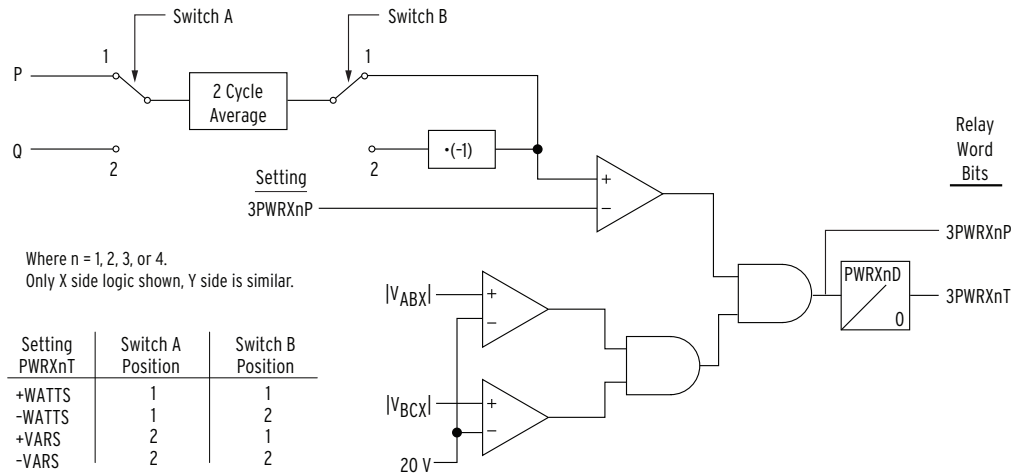 Switch A
Switch B
1
1
P
2 Cycle
Average
Q
2
2
•(-1)
Relay
Word
Bits
Setting
3PWRXnP
+
−
3PWRXnP
Where n = 1, 2, 3, or 4.
Only X side logic shown, Y side is similar.
|VABX|
+
−
PWRXnD
0
3PWRXnT
Setting
PWRXnT
Switch A
Position
Switch B
Position
+WATTS 1 1
-WATTS 1 2
+VARS 2 1
-VARS 2 2
|VBCX|
+
−
20 V